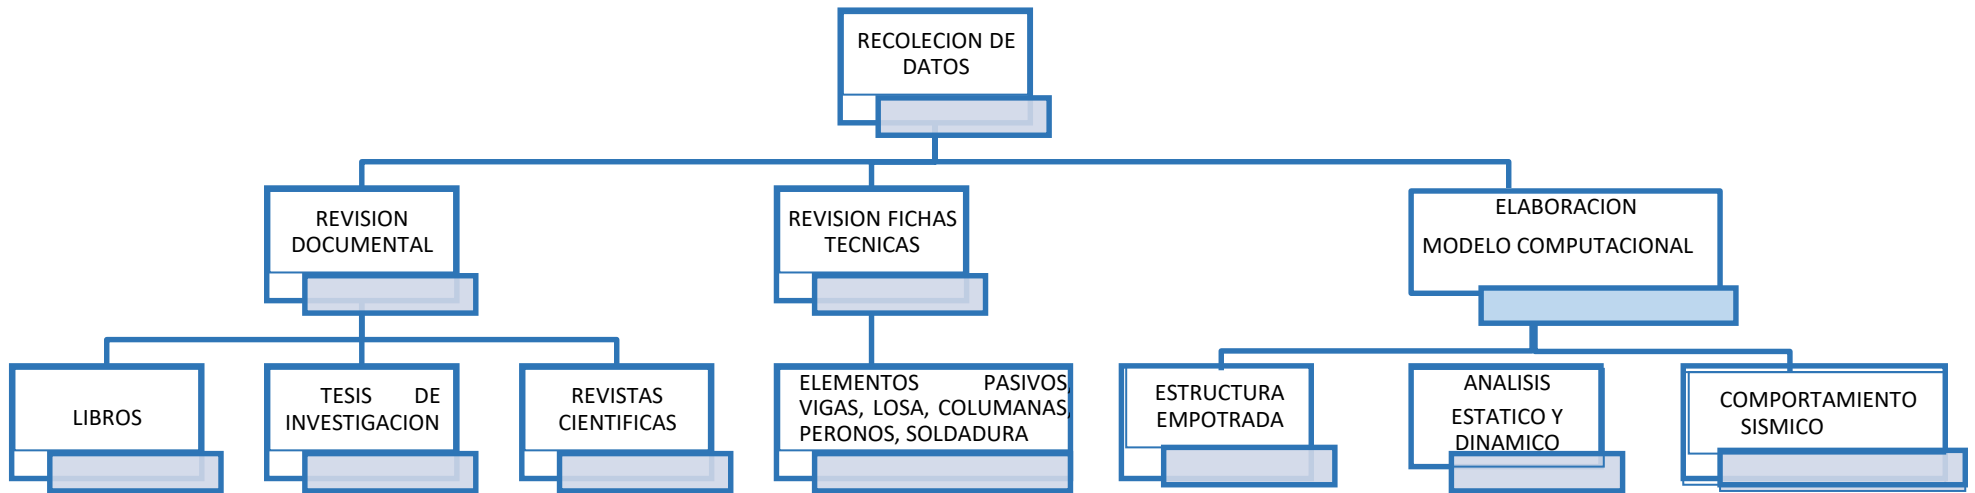 RECOLECION DE
DATOS
REVISION
DOCUMENTAL
REVISION FICHAS
TECNICAS
ELABORACION
MODELO COMPUTACIONAL
LIBROS
TESIS DE
INVESTIGACION
REVISTAS
CIENTIFICAS
ELEMENTOS PASIVOS,
VIGAS, LOSA, COLUMANAS,
PERONOS, SOLDADURA
ESTRUCTURA
EMPOTRADA
ANALISIS
ESTATICO Y
DINAMICO
COMPORTAMIENTO
SISMICO